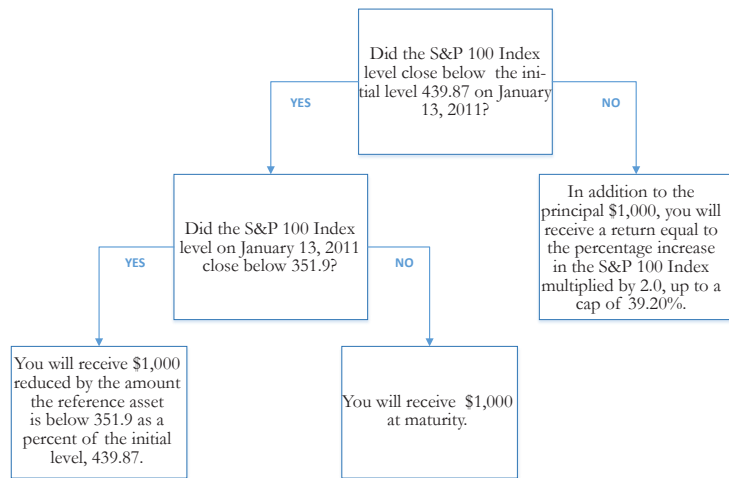 Did the S&P 100 Index
level close below the ini-
tial level 439.87 on January
13, 2011?
YES
NO
Did the S&P 100 Index
level on January 13, 2011
close below 351.9?
In addition to the
principal $1,000, you will
receive a return equal to
the percentage increase
in the S&P 100 Index
multiplied by 2.0, up to a
cap of 39.20%.
YES
NO
You will receive $1,000
reduced by the amount
the reference asset
is below 351.9 as a
percent of the initial
level, 439.87.
You will receive $1,000
at maturity.